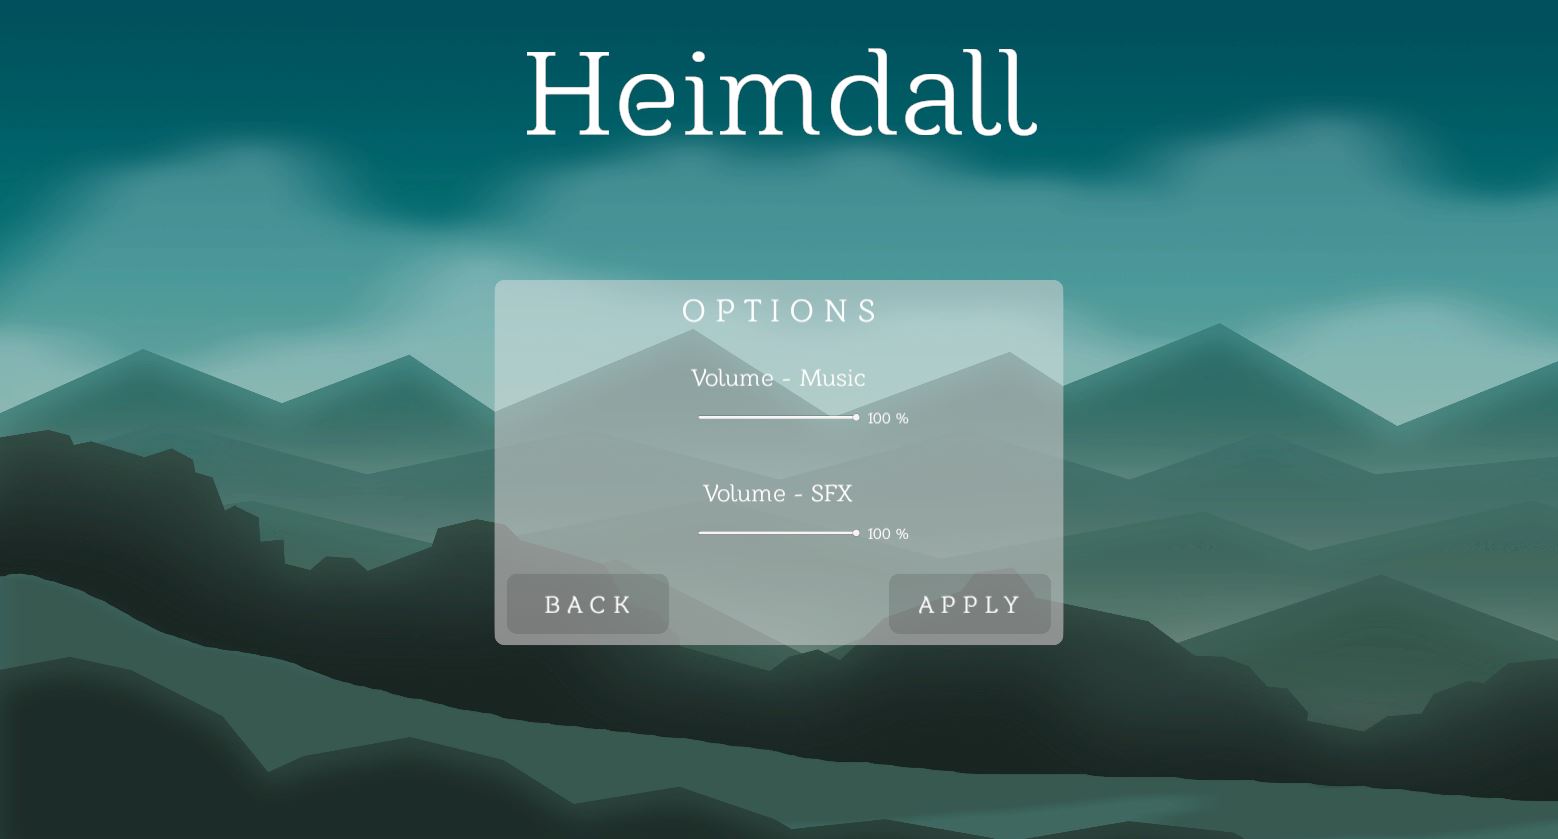 Heimdall
OPTIONS
Volume - Music
100 %
Volume - SFX
100 %
BACK
APPLY